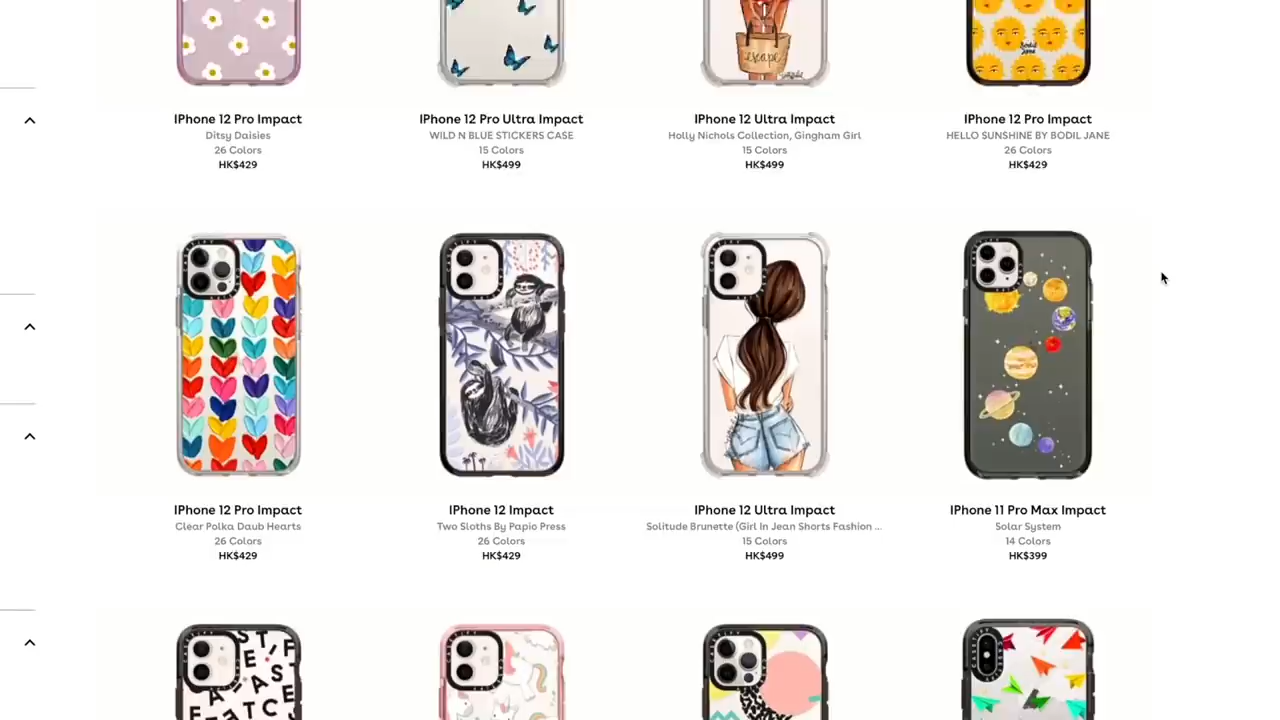 escape
Bodil
Jane
iPhone 12 Pro Impact
Ditsy Daisies
26 Colors
HK$429
iPhone 12 Pro Ultra Impact
WILD N BLUE STICKERS CASE
15 Colors
HK$499
iPhone 12 Ultra Impact
Holly Nichols Collection, Gingham Girl
15 Colors
HK$499
iPhone 12 Pro Impact
HELLO SUNSHINE BY BODIL JANE
26 Colors
HK$429
iPhone 12 Pro Impact
Clear Polka Daub Hearts
26 Colors
HK$429
iPhone 12 Impact
Two Sloths By Papio Press
26 Colors
HK$429
iPhone 12 Ultra Impact
Solitude Brunette (Girl In Jean Shorts Fashion ...
15 Colors
HK$499
iPhone 11 Pro Max Impact
Solar System
14 Colors
HK$399